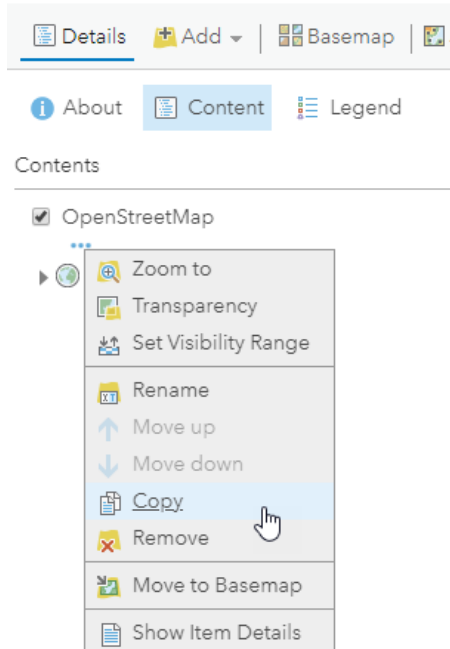 Details Add Basemap
About Content Legend
Contents
OpenStreetMap
Zoom to
Transparency
Set Visibility Range
Rename
Move up
Move down
Copy
Remove
Move to Basemap
Show Item Details